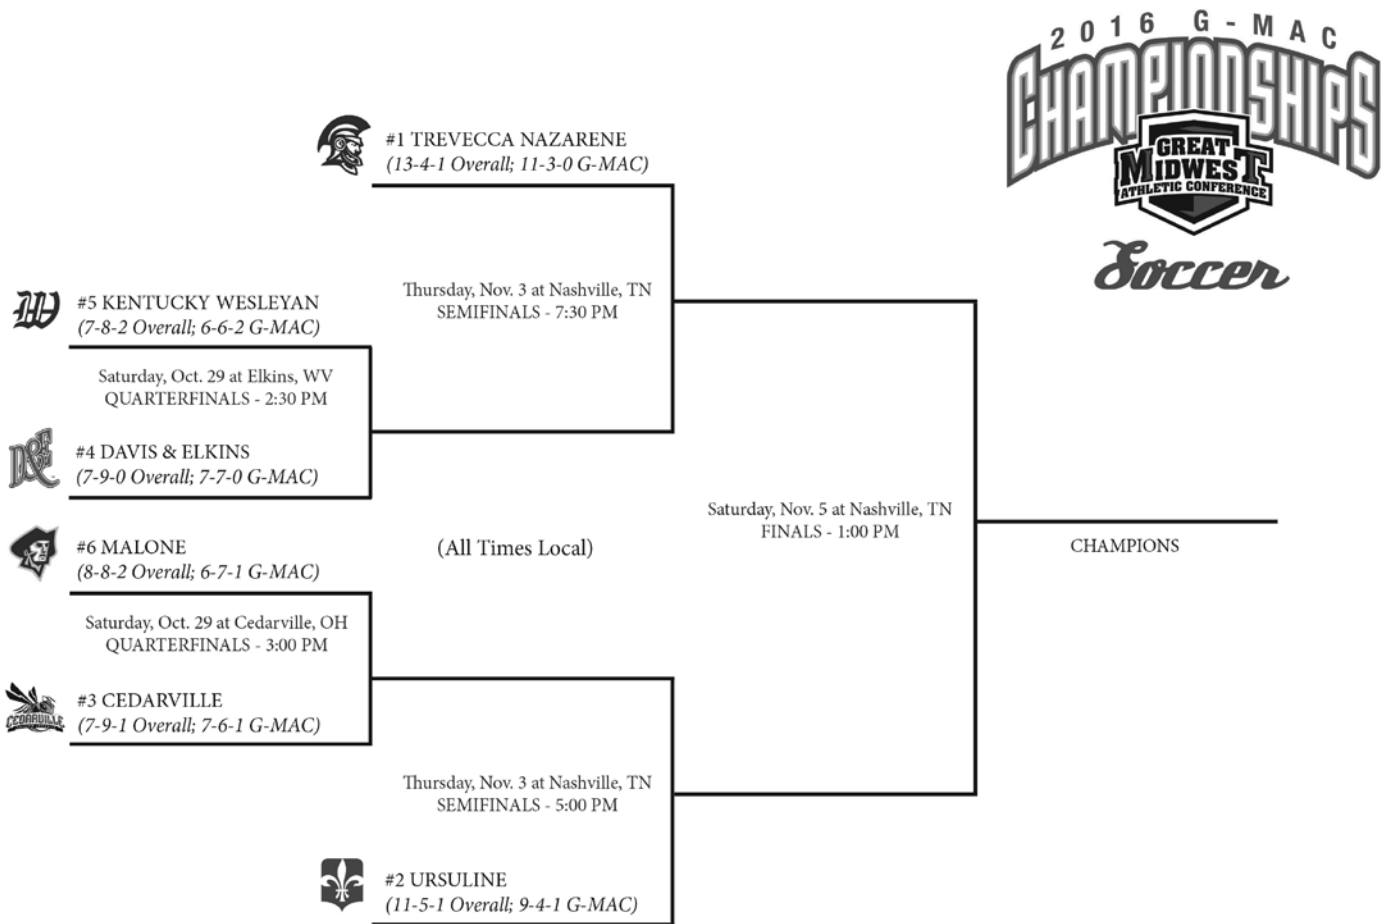 2016 G-MAC
CHAMPIONSHIPS
GREAT
MIDWEST
ATHLETIC CONFERENCE
Soccer
#1 TREVECCA NAZARENE
(13-4-1 Overall; 11-3-0 G-MAC)
Thursday, Nov. 3 at Nashville, TN
SEMIFINALS - 7:30 PM
W
#5 KENTUCKY WESLEYAN
(7-8-2 Overall; 6-6-2 G-MAC)
Saturday, Oct. 29 at Elkins, WV
QUARTERFINALS - 2:30 PM
D&E
#4 DAVIS & ELKINS
(7-9-0 Overall; 7-7-0 G-MAC)
Saturday, Nov. 5 at Nashville, TN
FINALS - 1:00 PM
CHAMPIONS
(All Times Local)
#6 MALONE
(8-8-2 Overall; 6-7-1 G-MAC)
Saturday, Oct. 29 at Cedarville, OH
QUARTERFINALS - 3:00 PM
CEDARVILLE
#3 CEDARVILLE
(7-9-1 Overall; 7-6-1 G-MAC)
Thursday, Nov. 3 at Nashville, TN
SEMIFINALS - 5:00 PM
#2 URSULINE
(11-5-1 Overall; 9-4-1 G-MAC)